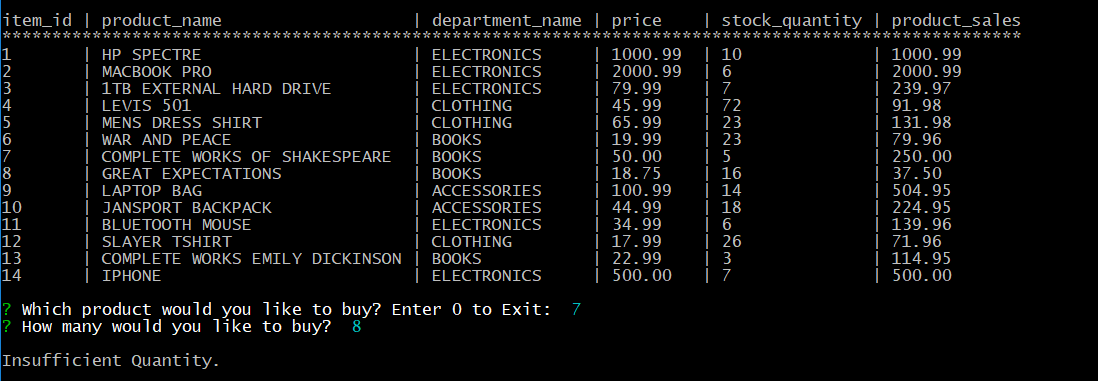 item_id | product_name | department_name | price | stock_quantity | product_sales
******************************************************************************************************
1 | HP SPECTRE | ELECTRONICS | 1000.99 | 10 | 1000.99
2 | MACBOOK PRO | ELECTRONICS | 2000.99 | 6 | 2000.99
3 | 1TB EXTERNAL HARD DRIVE | ELECTRONICS | 79.99 | 7 | 239.97
4 | LEVIS 501 | CLOTHING | 45.99 | 72 | 91.98
5 | MENS DRESS SHIRT | CLOTHING | 65.99 | 23 | 131.98
6 | WAR AND PEACE | BOOKS | 19.99 | 23 | 79.96
7 | COMPLETE WORKS OF SHAKESPEARE | BOOKS | 50.00 | 5 | 250.00
8 | GREAT EXPECTATIONS | BOOKS | 18.75 | 16 | 37.50
9 | LAPTOP BAG | ACCESSORIES | 100.99 | 14 | 504.95
10 | JANSPORT BACKPACK | ACCESSORIES | 44.99 | 18 | 224.95
11 | BLUETOOTH MOUSE | ELECTRONICS | 34.99 | 6 | 139.96
12 | SLAYER TSHIRT | CLOTHING | 17.99 | 26 | 71.96
13 | COMPLETE WORKS EMILY DICKINSON | BOOKS | 22.99 | 3 | 114.95
14 | IPHONE | ELECTRONICS | 500.00 | 7 | 500.00
? Which product would you like to buy? Enter 0 to Exit: 7
? How many would you like to buy? 8
Insufficient Quantity.